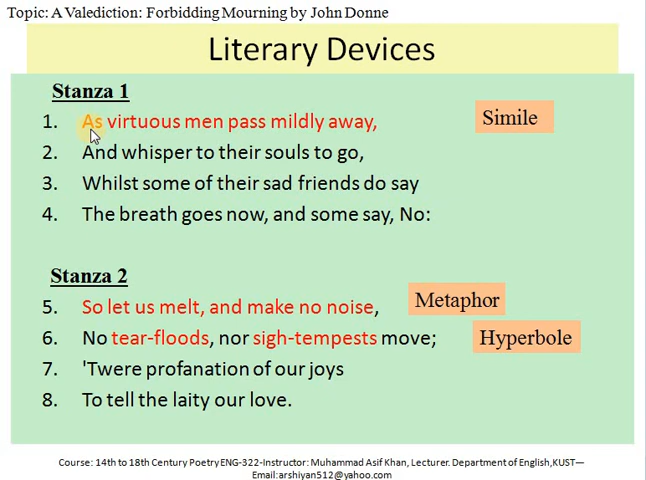 Topic: A Valediction: Forbidding Mourning by John Donne
Literary Devices
Stanza 1
1. As virtuous men pass mildly away, Simile
2. And whisper to their souls to go,
3. Whilst some of their sad friends do say
4. The breath goes now, and some say, No:
Stanza 2
5. So let us melt, and make no noise, Metaphor
6. No tear-floods, nor sigh-tempests move; Hyperbole
7. 'Twere profanation of our joys
8. To tell the laity our love.
Course: 14th to 18th Century Poetry ENG-322-Instructor: Muhammad Asif Khan, Lecturer. Department of English,KUST—
Email:arshiyan512@yahoo.com